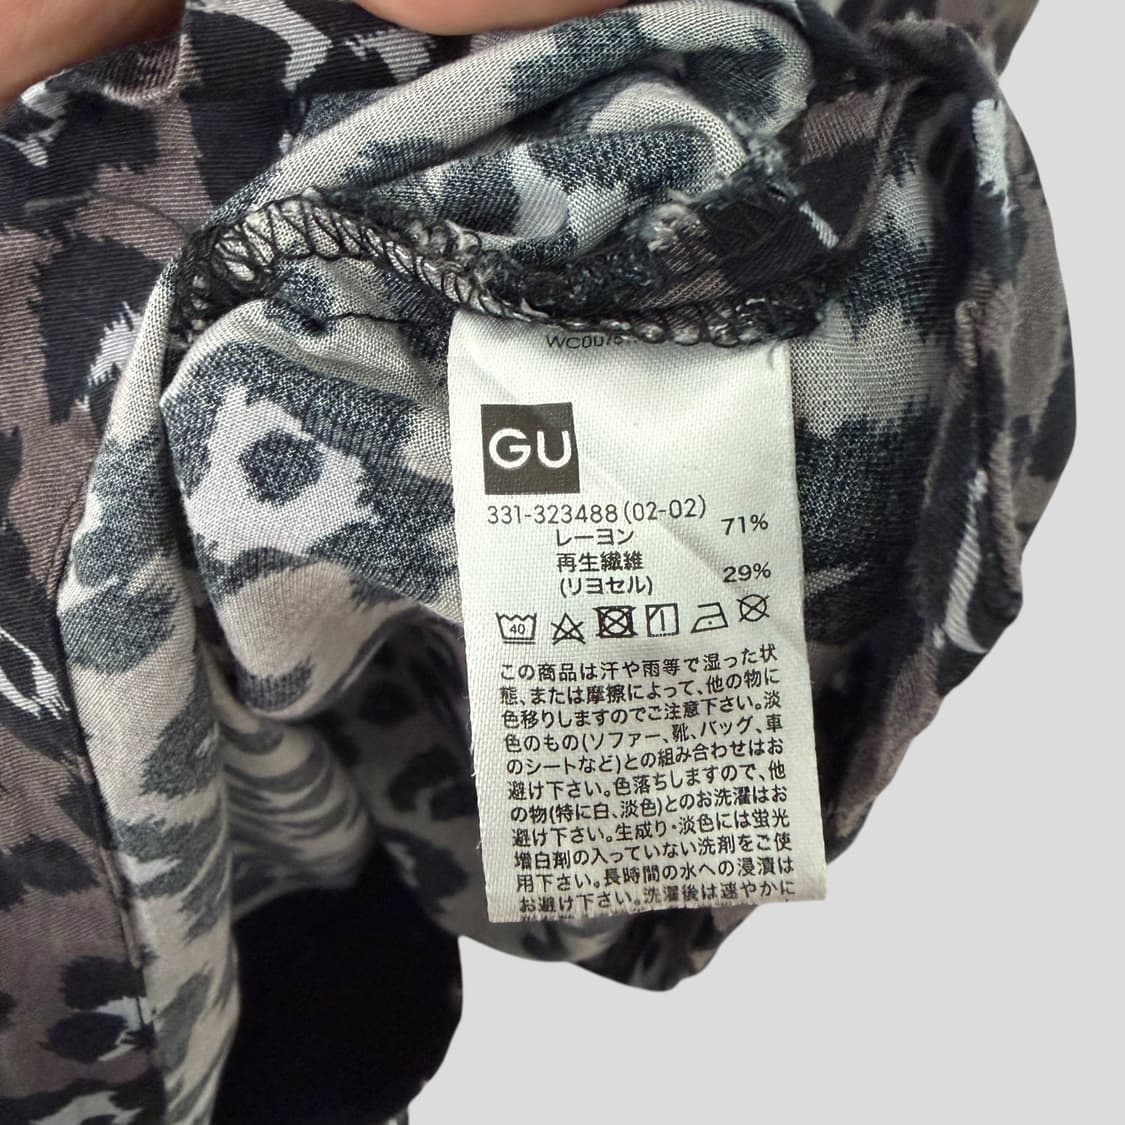 WC0075
GU
331-323488(02-02)
レーヨン 71%
再生繊維
(リヨセル) 29%
40
この商品は汗や雨等で湿った状
態、または摩擦によって、他の物に
色移りしますのでご注意下さい。淡
色のもの(ソファー、靴、バッグ、車
のシートなど)との組み合わせはお
避け下さい。色落ちしますので、他
の物(特に白、淡色)とのお洗濯はお
避け下さい。生成り・淡色には蛍光
増白剤の入っていない洗剤をご使
用下さい。長時間の水への浸漬は
お避け下さい。洗濯後は速やかに